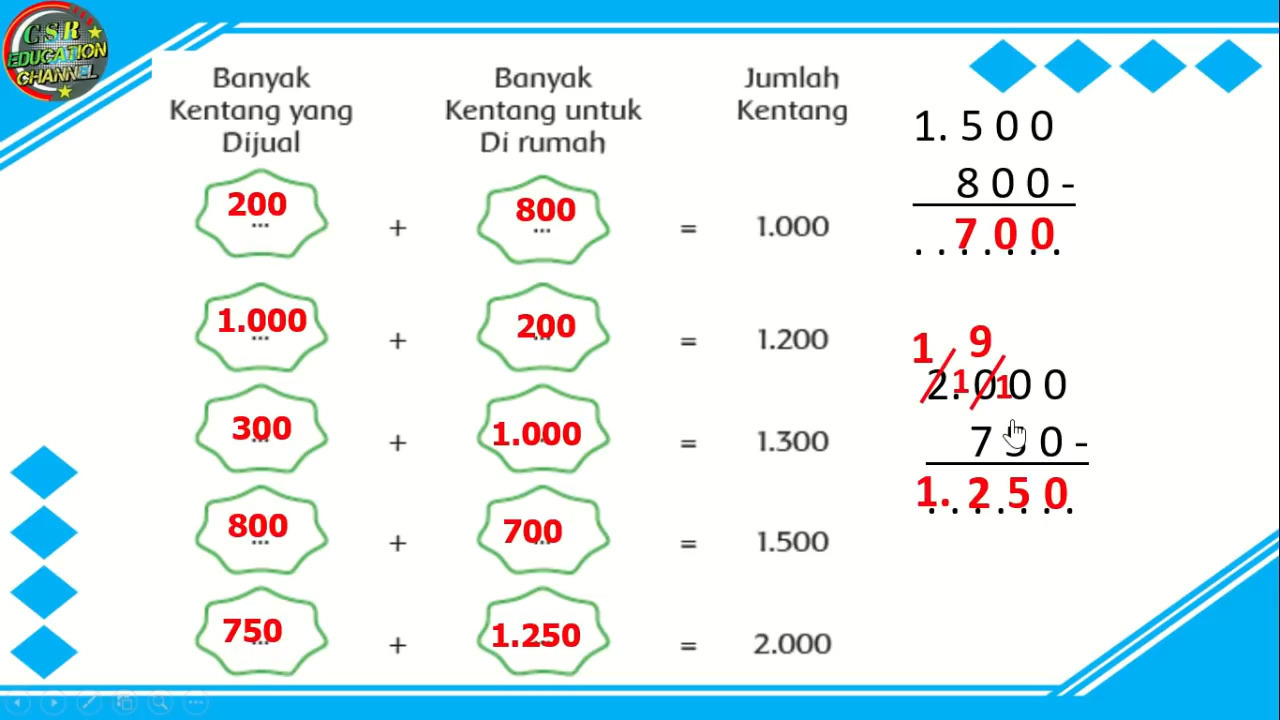 CSR
EDUCATION
CHANNEL
Banyak Kentang yang Dijual
Banyak Kentang untuk Di rumah
Jumlah Kentang
200 ... + 800 ... = 1.000
1.000 ... + 200 ... = 1.200
300 ... + 1.000 = 1.300
800 ... + 700 ... = 1.500
750 ... + 1.250 = 2.000
1. 5 0 0
8 0 0 -
7 0 0
. . . . . . .
1 9
2. 1 0 1 0 0
7 5 0 -
1. 2 5 0
. . . . . . .